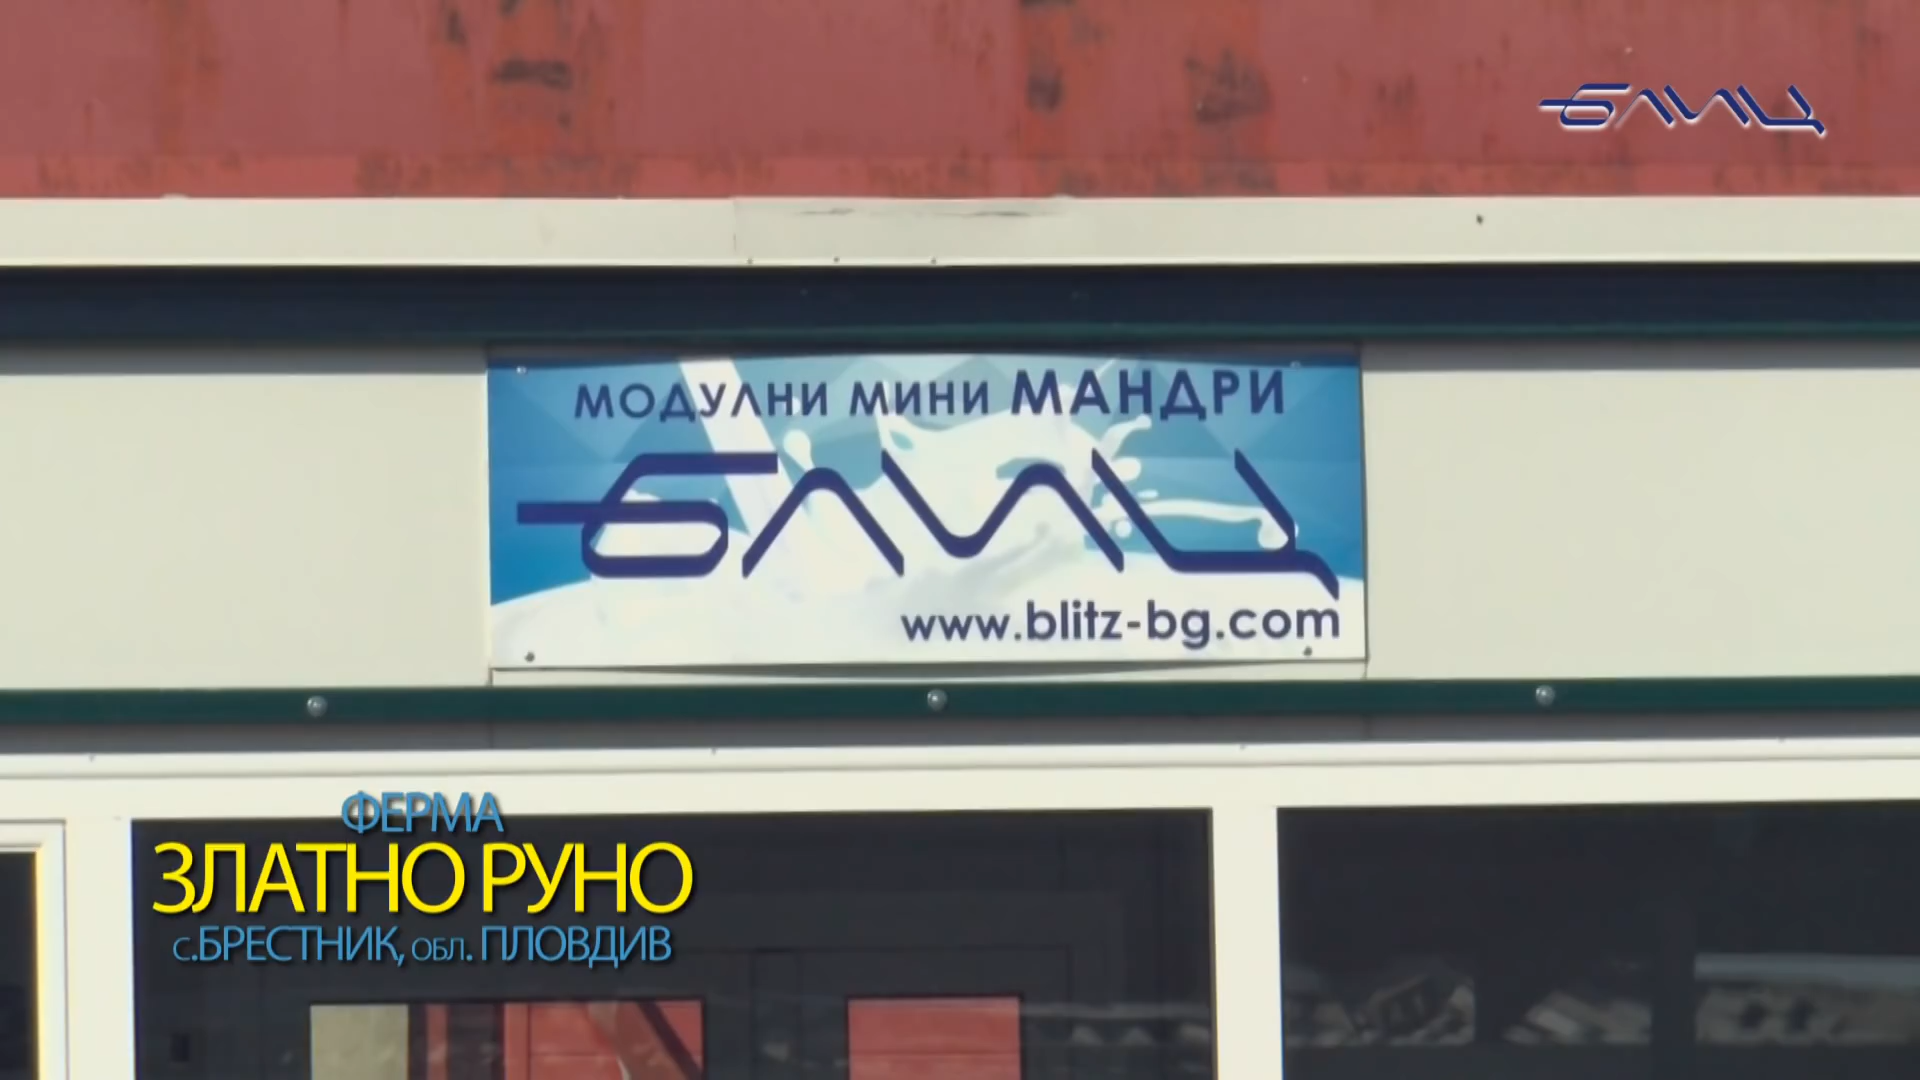 БЛИЦ
МОДУЛНИ МИНИ МАНДРИ
БЛИЦ
www.blitz-bg.com
ФЕРМА
ЗЛАТНО РУНО
с.БРЕСТНИК, ОБЛ. ПЛОВДИВ